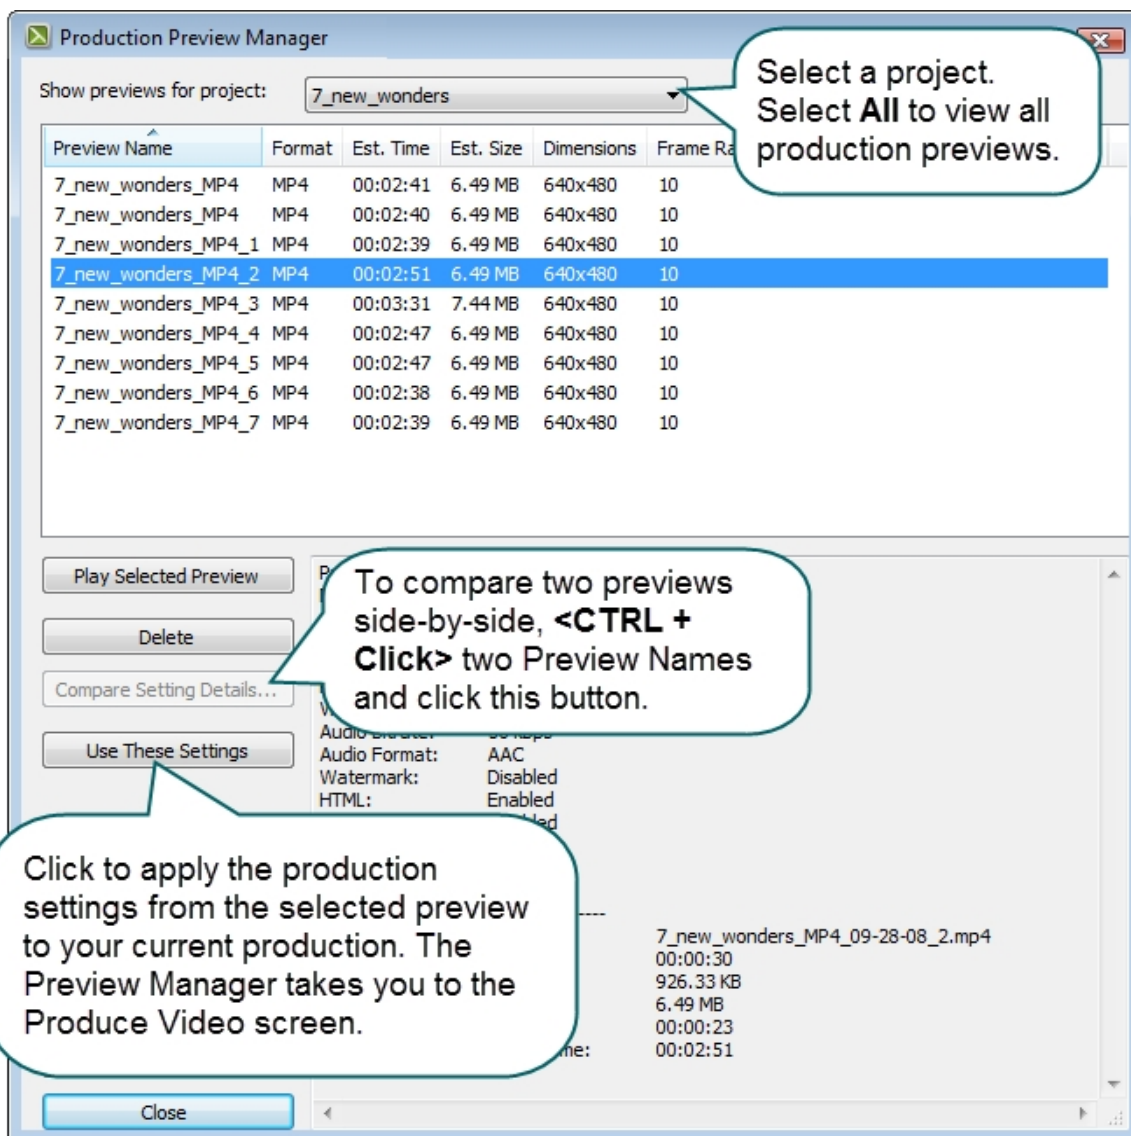 Production Preview Manager
Show previews for project: 7_new_wonders
Select a project.
Select All to view all
production previews.
Preview Name Format Est. Time Est. Size Dimensions Frame
7_new_wonders_MP4 MP4 00:02:41 6.49 MB 640x480 10
7_new_wonders_MP4 MP4 00:02:40 6.49 MB 640x480 10
7_new_wonders_MP4_1 MP4 00:02:39 6.49 MB 640x480 10
7_new_wonders_MP4_2 MP4 00:02:51 6.49 MB 640x480 10
7_new_wonders_MP4_3 MP4 00:03:31 7.44 MB 640x480 10
7_new_wonders_MP4_4 MP4 00:02:47 6.49 MB 640x480 10
7_new_wonders_MP4_5 MP4 00:02:47 6.49 MB 640x480 10
7_new_wonders_MP4_6 MP4 00:02:38 6.49 MB 640x480 10
7_new_wonders_MP4_7 MP4 00:02:39 6.49 MB 640x480 10
Play Selected Preview
Delete
Compare Setting Details...
Use These Settings
To compare two previews
side-by-side, <CTRL +
Click> two Preview Names
and click this button.
Audio Format: AAC
Watermark: Disabled
HTML: Enabled
Click to apply the production
settings from the selected preview
to your current production. The
Preview Manager takes you to the
Produce Video screen.
7_new_wonders_MP4_09-28-08_2.mp4
00:00:30
926.33 KB
6.49 MB
00:00:23
00:02:51
Close